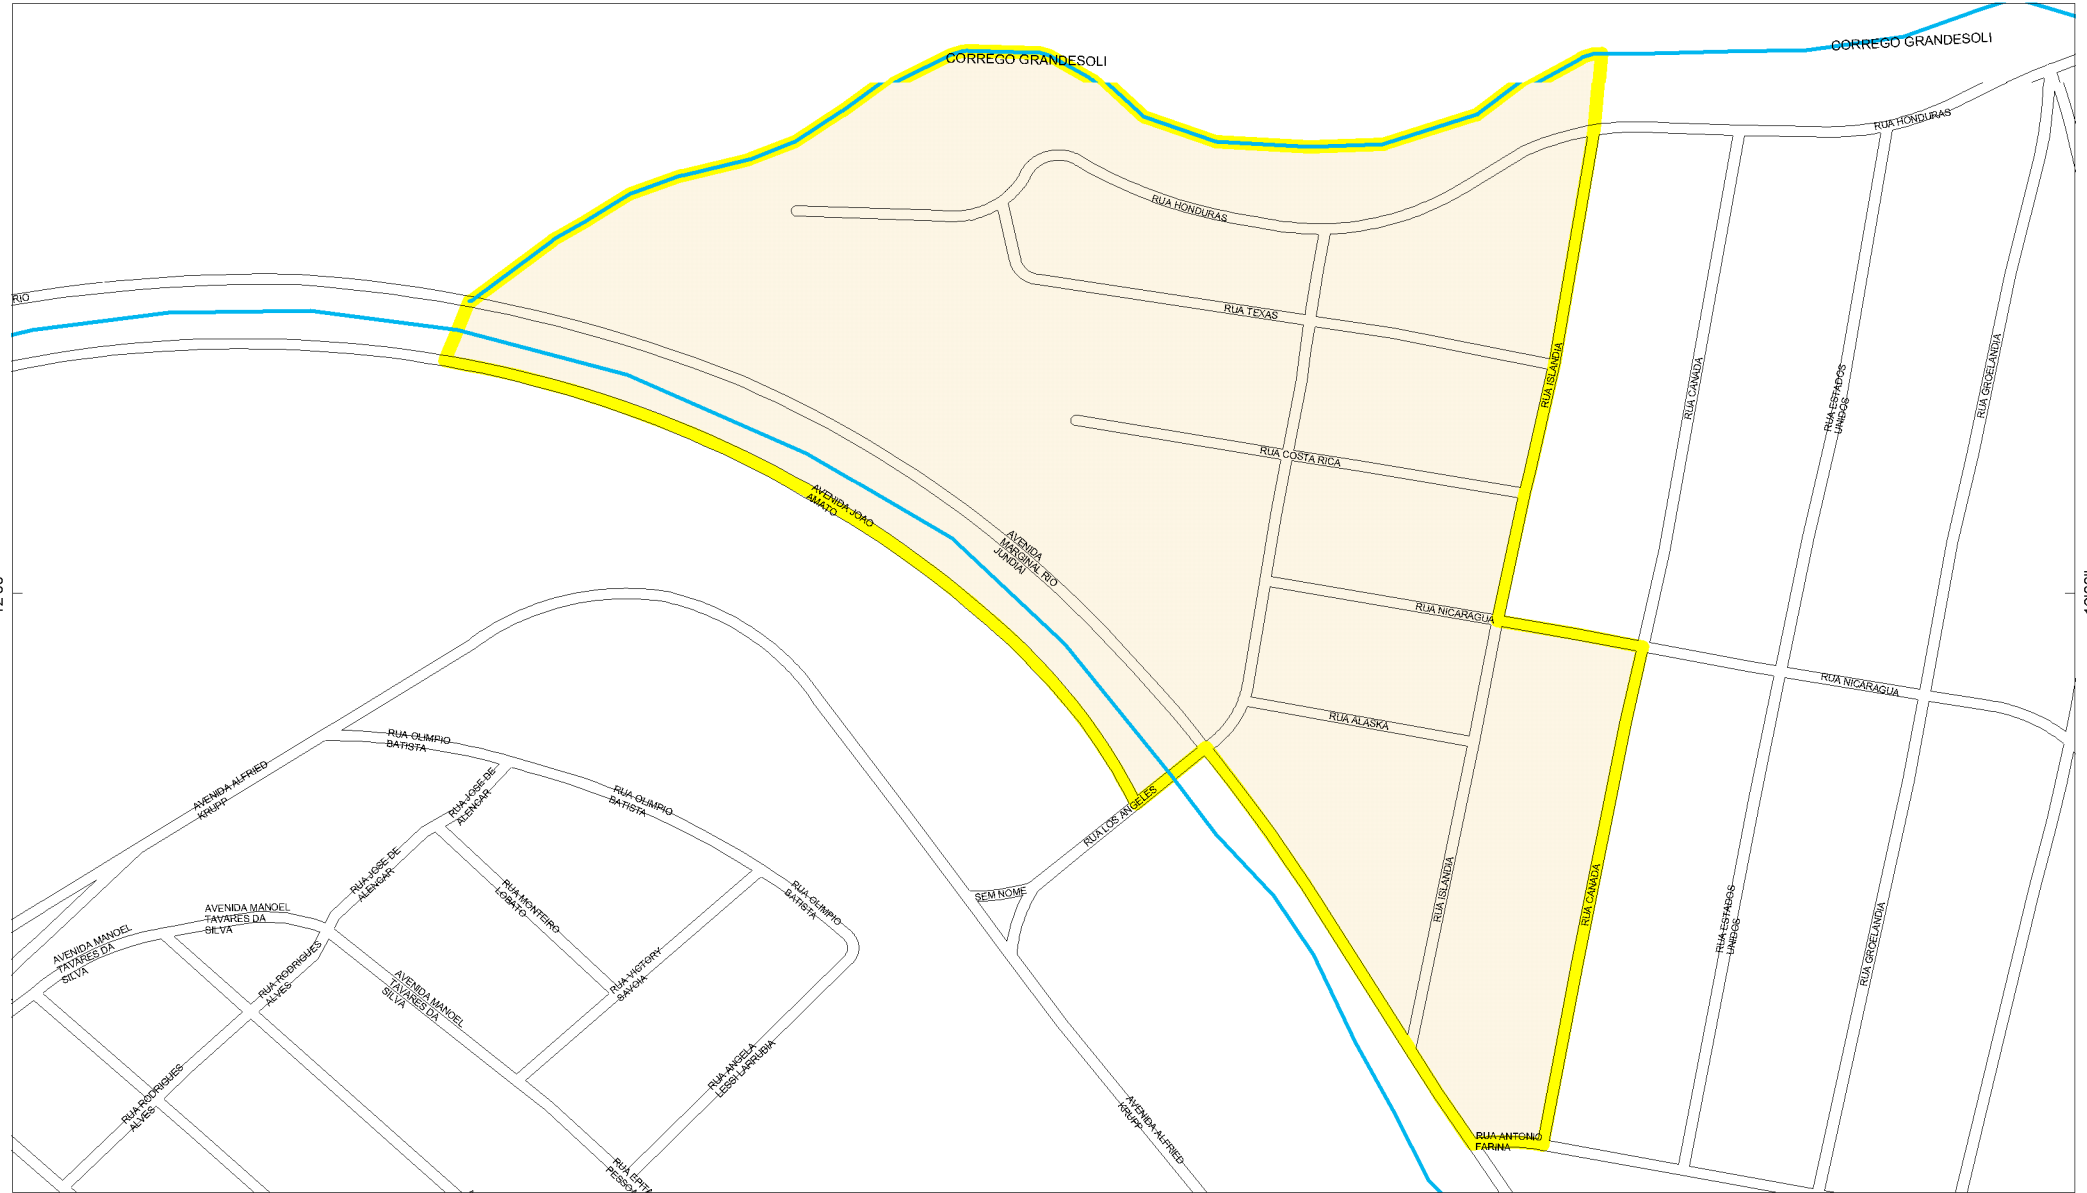 CORREGO GRANDESOLI
CORREGO GRANDESOLI
RUA HONDURAS
RUA HONDURAS
RIO
RUA TEXAS
RUA ISLANDIA
RUA CANADA
RUA ESTADOS
UNIDOS
RUA GROELANDIA
RUA COSTA RICA
AVENIDA JOAO
AMATO
AVENIDA
MARGINAL RIO
JUNDIAI
RUA NICARAGUA
RUA NICARAGUA
RUA ALASKA
RUA OLIMPIO
BATISTA
AVENIDA ALFRIED
KRUPP
RUA JOSE DE
ALENCAR
RUA OLIMPIO
BATISTA
RUA LOS ANGELES
RUA JOSE DE
ALENCAR
RUA MONTEIRO
LOBATO
RUA OLIMPIO
BATISTA
SEM NOME
RUA ISLANDIA
RUA CANADA
RUA ESTADOS
UNIDOS
RUA GROELANDIA
AVENIDA MANOEL
TAVARES DA
SILVA
AVENIDA MANOEL
TAVARES DA
SILVA
RUA RODRIGUES
ALVES
AVENIDA MANOEL
TAVARES DA
SILVA
RUA VICTORY
SAVOIA
RUA ANGELA
LESSI LARRUBIA
RUA RODRIGUES
ALVES
AVENIDA ALFRIED
KRUPP
RUA ANTONIO
FARINA
RUA EPITA
PESSOA